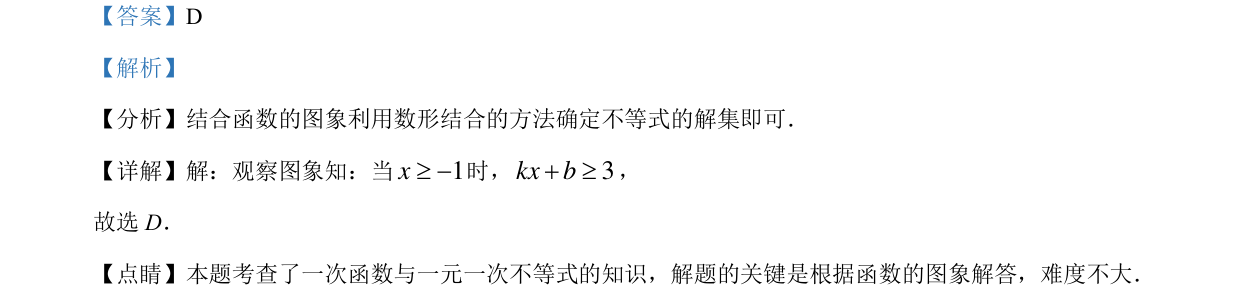 【答案】D
【解析】
【分析】结合函数的图象利用数形结合的方法确定不等式的解集即可．
【详解】解：观察图象知：当 x ≥ −1时，kx + b ≥ 3，
故选 D．
【点睛】本题考查了一次函数与一元一次不等式的知识，解题的关键是根据函数的图象解答，难度不大．